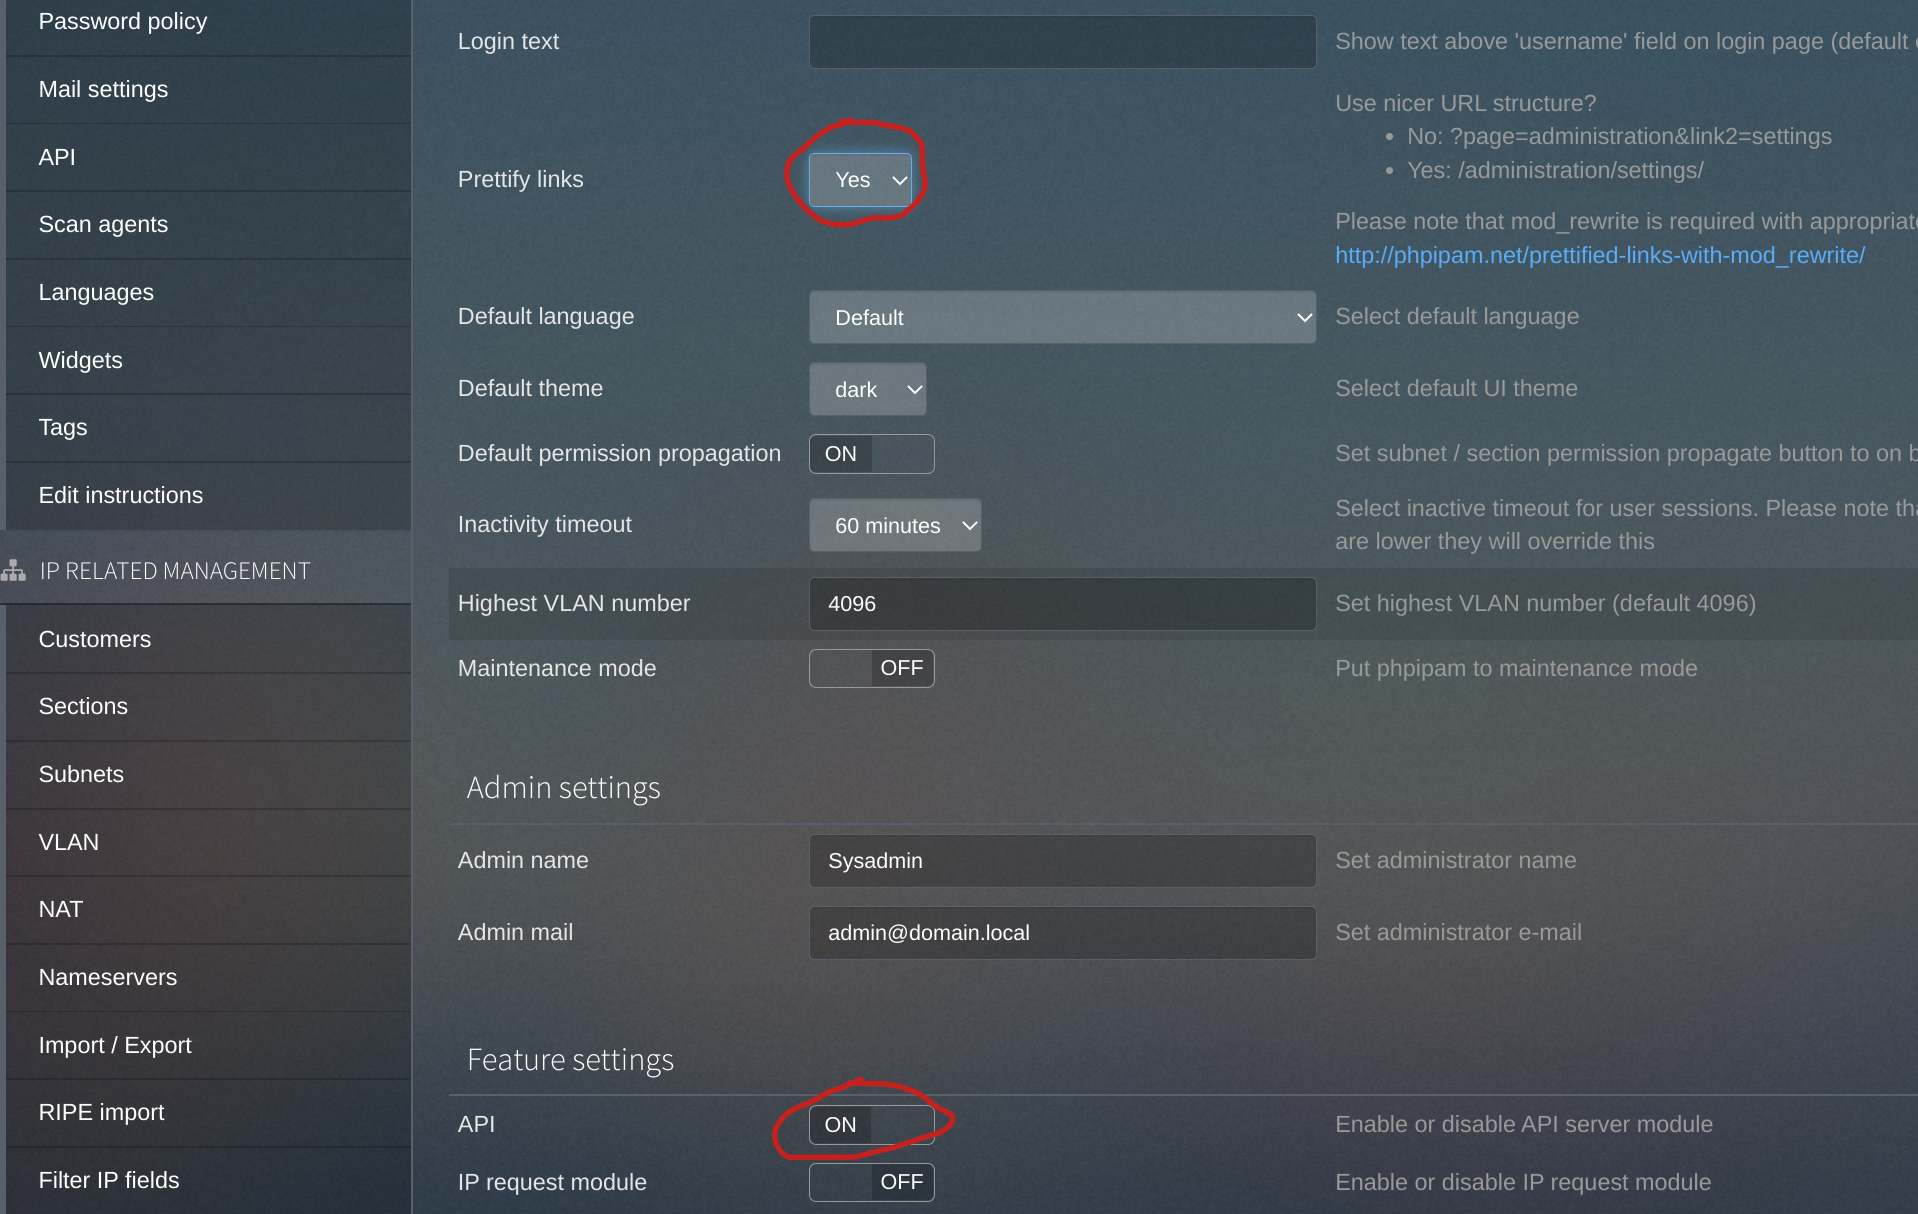 Password policy
Mail settings
API
Scan agents
Languages
Widgets
Tags
Edit instructions
IP RELATED MANAGEMENT
Customers
Sections
Subnets
VLAN
NAT
Nameservers
Import / Export
RIPE import
Filter IP fields
Login text
Show text above 'username' field on login page (default
Prettify links
Yes
Use nicer URL structure?
• No: ?page=administration&link2=settings
• Yes: /administration/settings/
Please note that mod_rewrite is required with appropriate
http://phpipam.net/prettified-links-with-mod_rewrite/
Default language
Default
Select default language
Default theme
dark
Select default UI theme
Default permission propagation
ON
Set subnet / section permission propagate button to on
Inactivity timeout
60 minutes
Select inactive timeout for user sessions. Please note
are lower they will override this
Highest VLAN number
4096
Set highest VLAN number (default 4096)
Maintenance mode
OFF
Put phpipam to maintenance mode
Admin settings
Admin name
Sysadmin
Set administrator name
Admin mail
admin@domain.local
Set administrator e-mail
Feature settings
API
ON
Enable or disable API server module
IP request module
OFF
Enable or disable IP request module